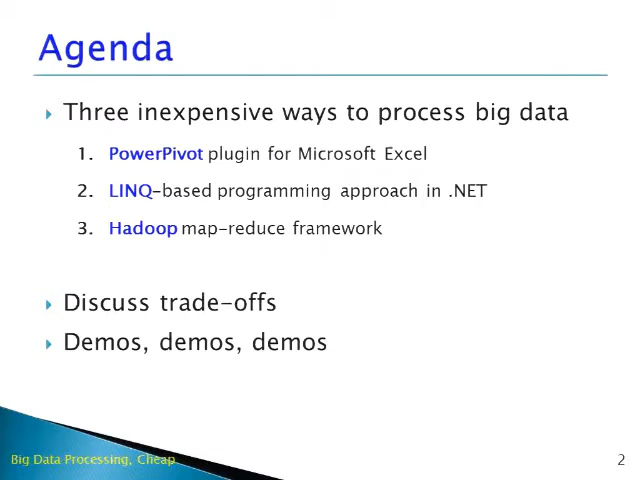 Agenda
Three inexpensive ways to process big data
1. PowerPivot plugin for Microsoft Excel
2. LINQ-based programming approach in .NET
3. Hadoop map-reduce framework
Discuss trade-offs
Demos, demos, demos
Big Data Processing, Cheap
2